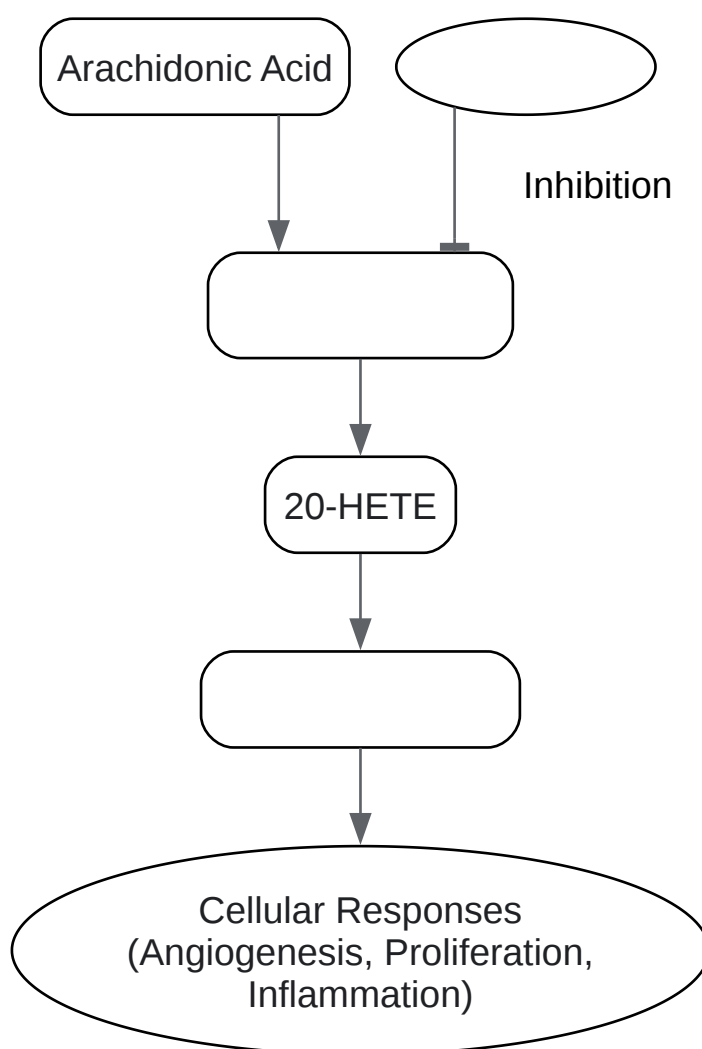 Arachidonic Acid
Inhibition
20-HETE
Cellular Responses
(Angiogenesis, Proliferation,
Inflammation)